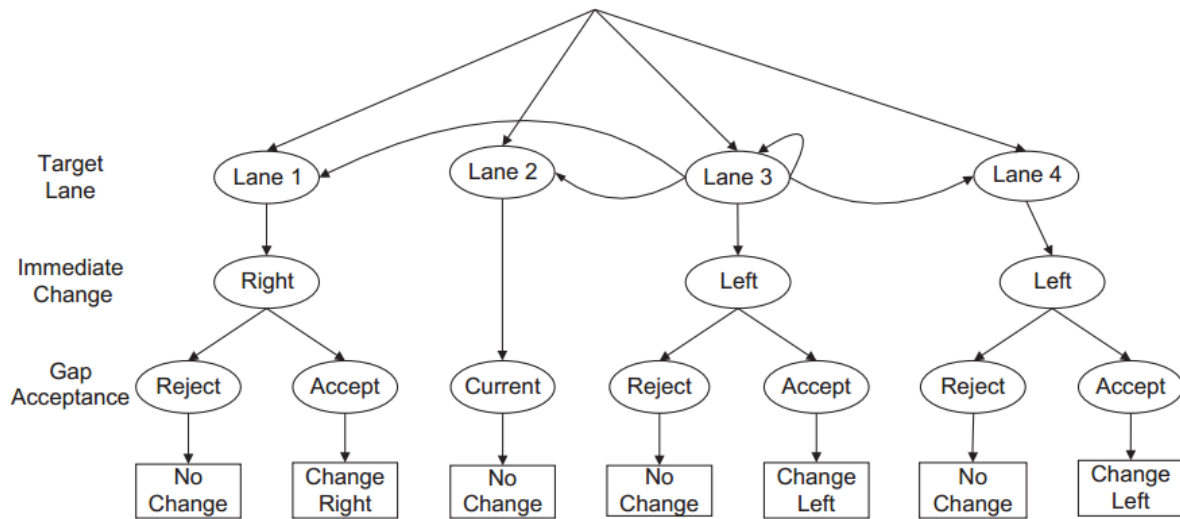 Target
Lane
Lane 1
Lane 2
Lane 3
Lane 4
Immediate
Change
Right
Left
Left
Gap
Acceptance
Reject
Accept
Current
Reject
Accept
Reject
Accept
No
Change
Change
Right
No
Change
No
Change
Change
Left
No
Change
Change
Left